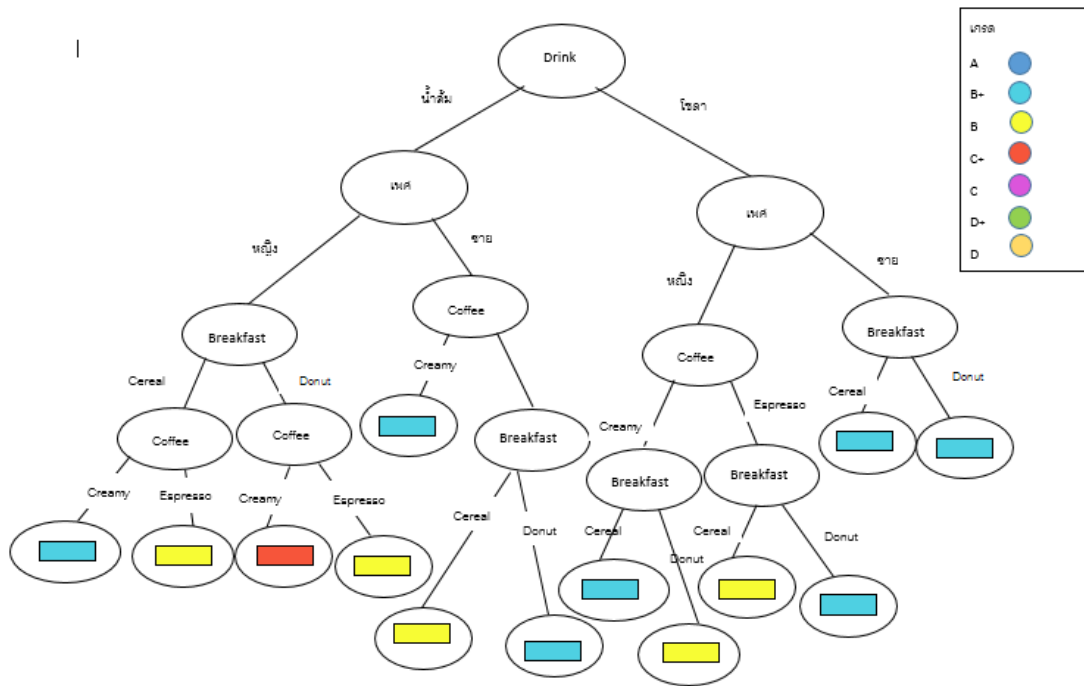 Drink
เกรด
A
B+
B
C+
C
D+
D
น้ำส้ม
โซดา
เพศ
เพศ
หญิง
ชาย
หญิง
ชาย
Breakfast
Coffee
Coffee
Breakfast
Cereal
Donut
Creamy
Espresso
Cereal
Donut
Coffee
Coffee
Breakfast
Creamy
Breakfast
Breakfast
Creamy
Espresso
Creamy
Espresso
Cereal
Donut
Cereal
Donut
Cereal
Donut